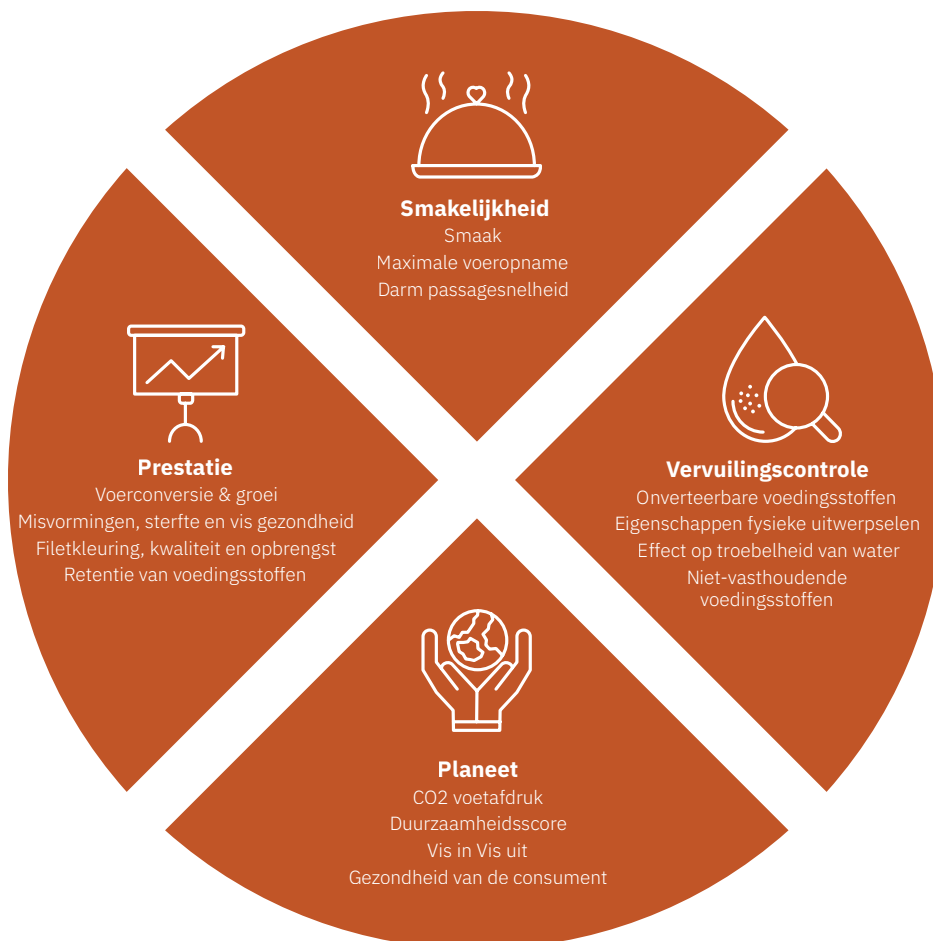 Smakelijkheid
Smaak
Maximale voeropname
Darm passagesnelheid
Prestatie
Voerconversie & groei
Misvormingen, sterfte en vis gezondheid
Filetkleuring, kwaliteit en opbrengst
Retentie van voedingsstoffen
Vervuilingscontrole
Onverteerbare voedingsstoffen
Eigenschappen fysieke uitwerpselen
Effect op troebelheid van water
Niet-vasthoudende
voedingsstoffen
Planeet
CO2 voetafdruk
Duurzaamheidsscore
Vis in Vis uit
Gezondheid van de consument